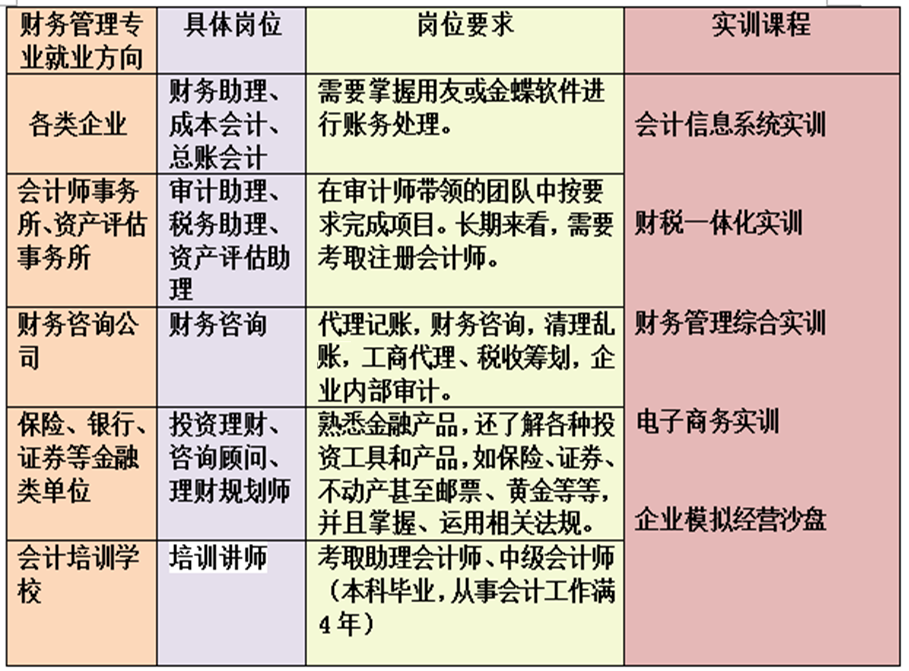 财务管理专
业就业方向
具体岗位
岗位要求
实训课程
各类企业
财务助理、
成本会计、
总账会计
需要掌握用友或金蝶软件进
行账务处理。
会计信息系统实训
会计师事务
所、资产评估
事务所
审计助理、
税务助理、
资产评估助
理
在审计师带领的团队中按要
求完成项目。长期来看，需要
考取注册会计师。
财税一体化实训
财务咨询公
司
财务咨询
代理记账，财务咨询，清理乱
账，工商代理、税收筹划，企
业内部审计。
财务管理综合实训
保险、银行、
证券等金融
类单位
投资理财、
咨询顾问、
理财规划师
熟悉金融产品，还了解各种投
资工具和产品，如保险、证券、
不动产甚至邮票、黄金等等，
并且掌握、运用相关法规。
电子商务实训
企业模拟经营沙盘
会计培训学
校
培训讲师
考取助理会计师、中级会计师
（本科毕业，从事会计工作满
4年）